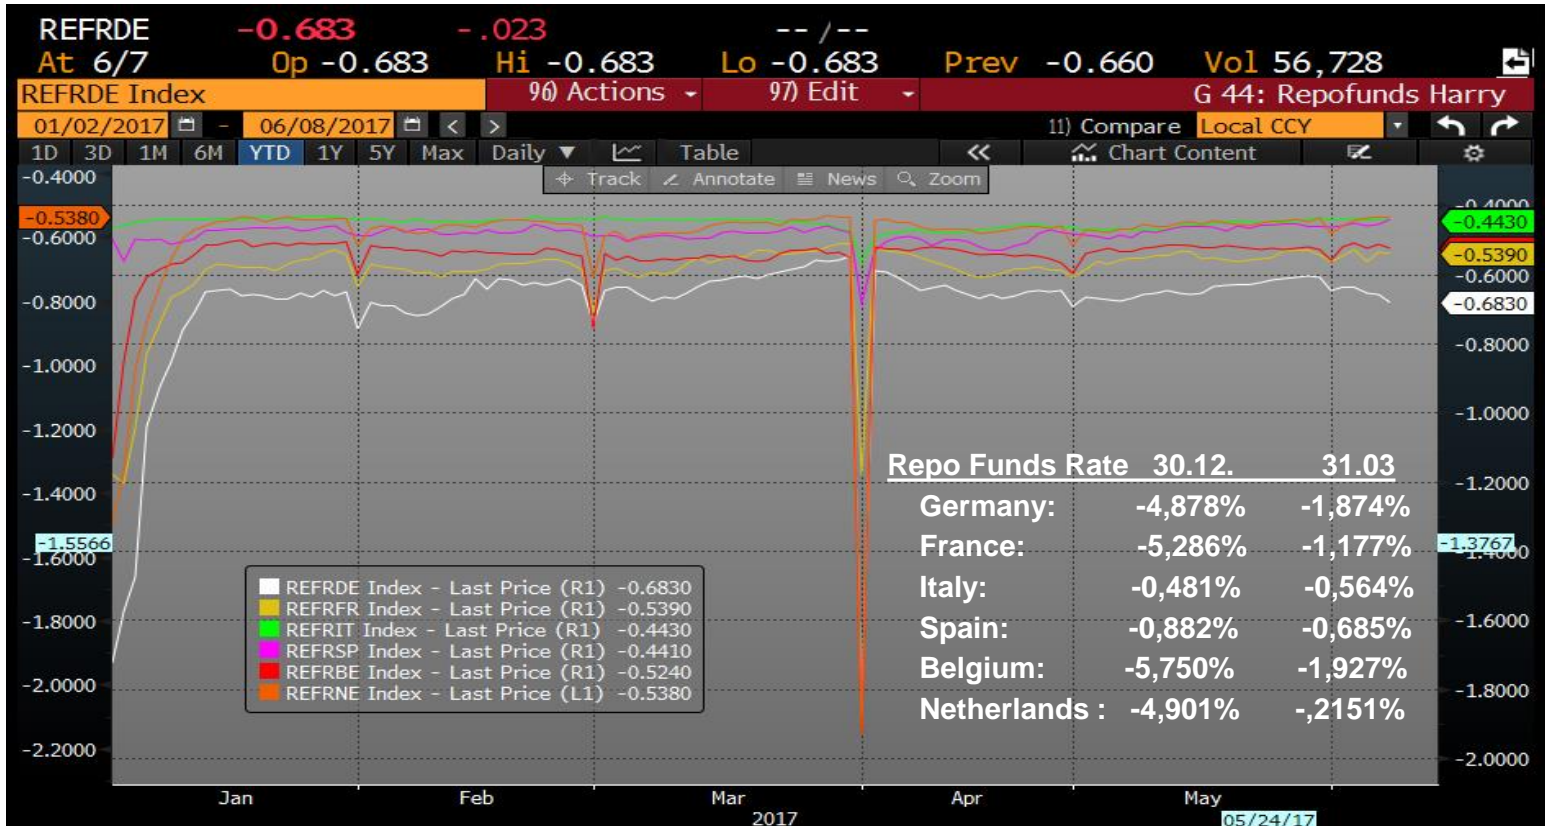 REFRDE -0.683 -.023 -- /--
At 6/7 Op -0.683 Hi -0.683 Lo -0.683 Prev -0.660 Vol 56,728
REFRDE Index 96) Actions 97) Edit G 44: Repofunds Harry
01/02/2017 - 06/08/2017 < > 11) Compare Local CCY
1D 3D 1M 6M YTD 1Y 5Y Max Daily ▼ Table « Chart Content
Track Annotate News Zoom
-0.4000
-0.5380
-0.6000
-0.8000
-1.0000
-1.2000
-1.4000
-1.5566
-1.6000
-1.8000
-2.0000
-2.2000
-0.4000
-0.4430
-0.5390
-0.6000
-0.6830
-0.8000
-1.0000
-1.2000
-1.3767
-1.4000
-1.6000
-1.8000
-2.0000
Repo Funds Rate 30.12. 31.03
Germany: -4,878% -1,874%
France: -5,286% -1,177%
Italy: -0,481% -0,564%
Spain: -0,882% -0,685%
Belgium: -5,750% -1,927%
Netherlands : -4,901% -,2151%
REFRDE Index - Last Price (R1) -0.6830
REFRFR Index - Last Price (R1) -0.5390
REFRIT Index - Last Price (R1) -0.4430
REFRSP Index - Last Price (R1) -0.4410
REFRBE Index - Last Price (R1) -0.5240
REFRNE Index - Last Price (L1) -0.5380
Jan Feb Mar Apr May
2017
05/24/17